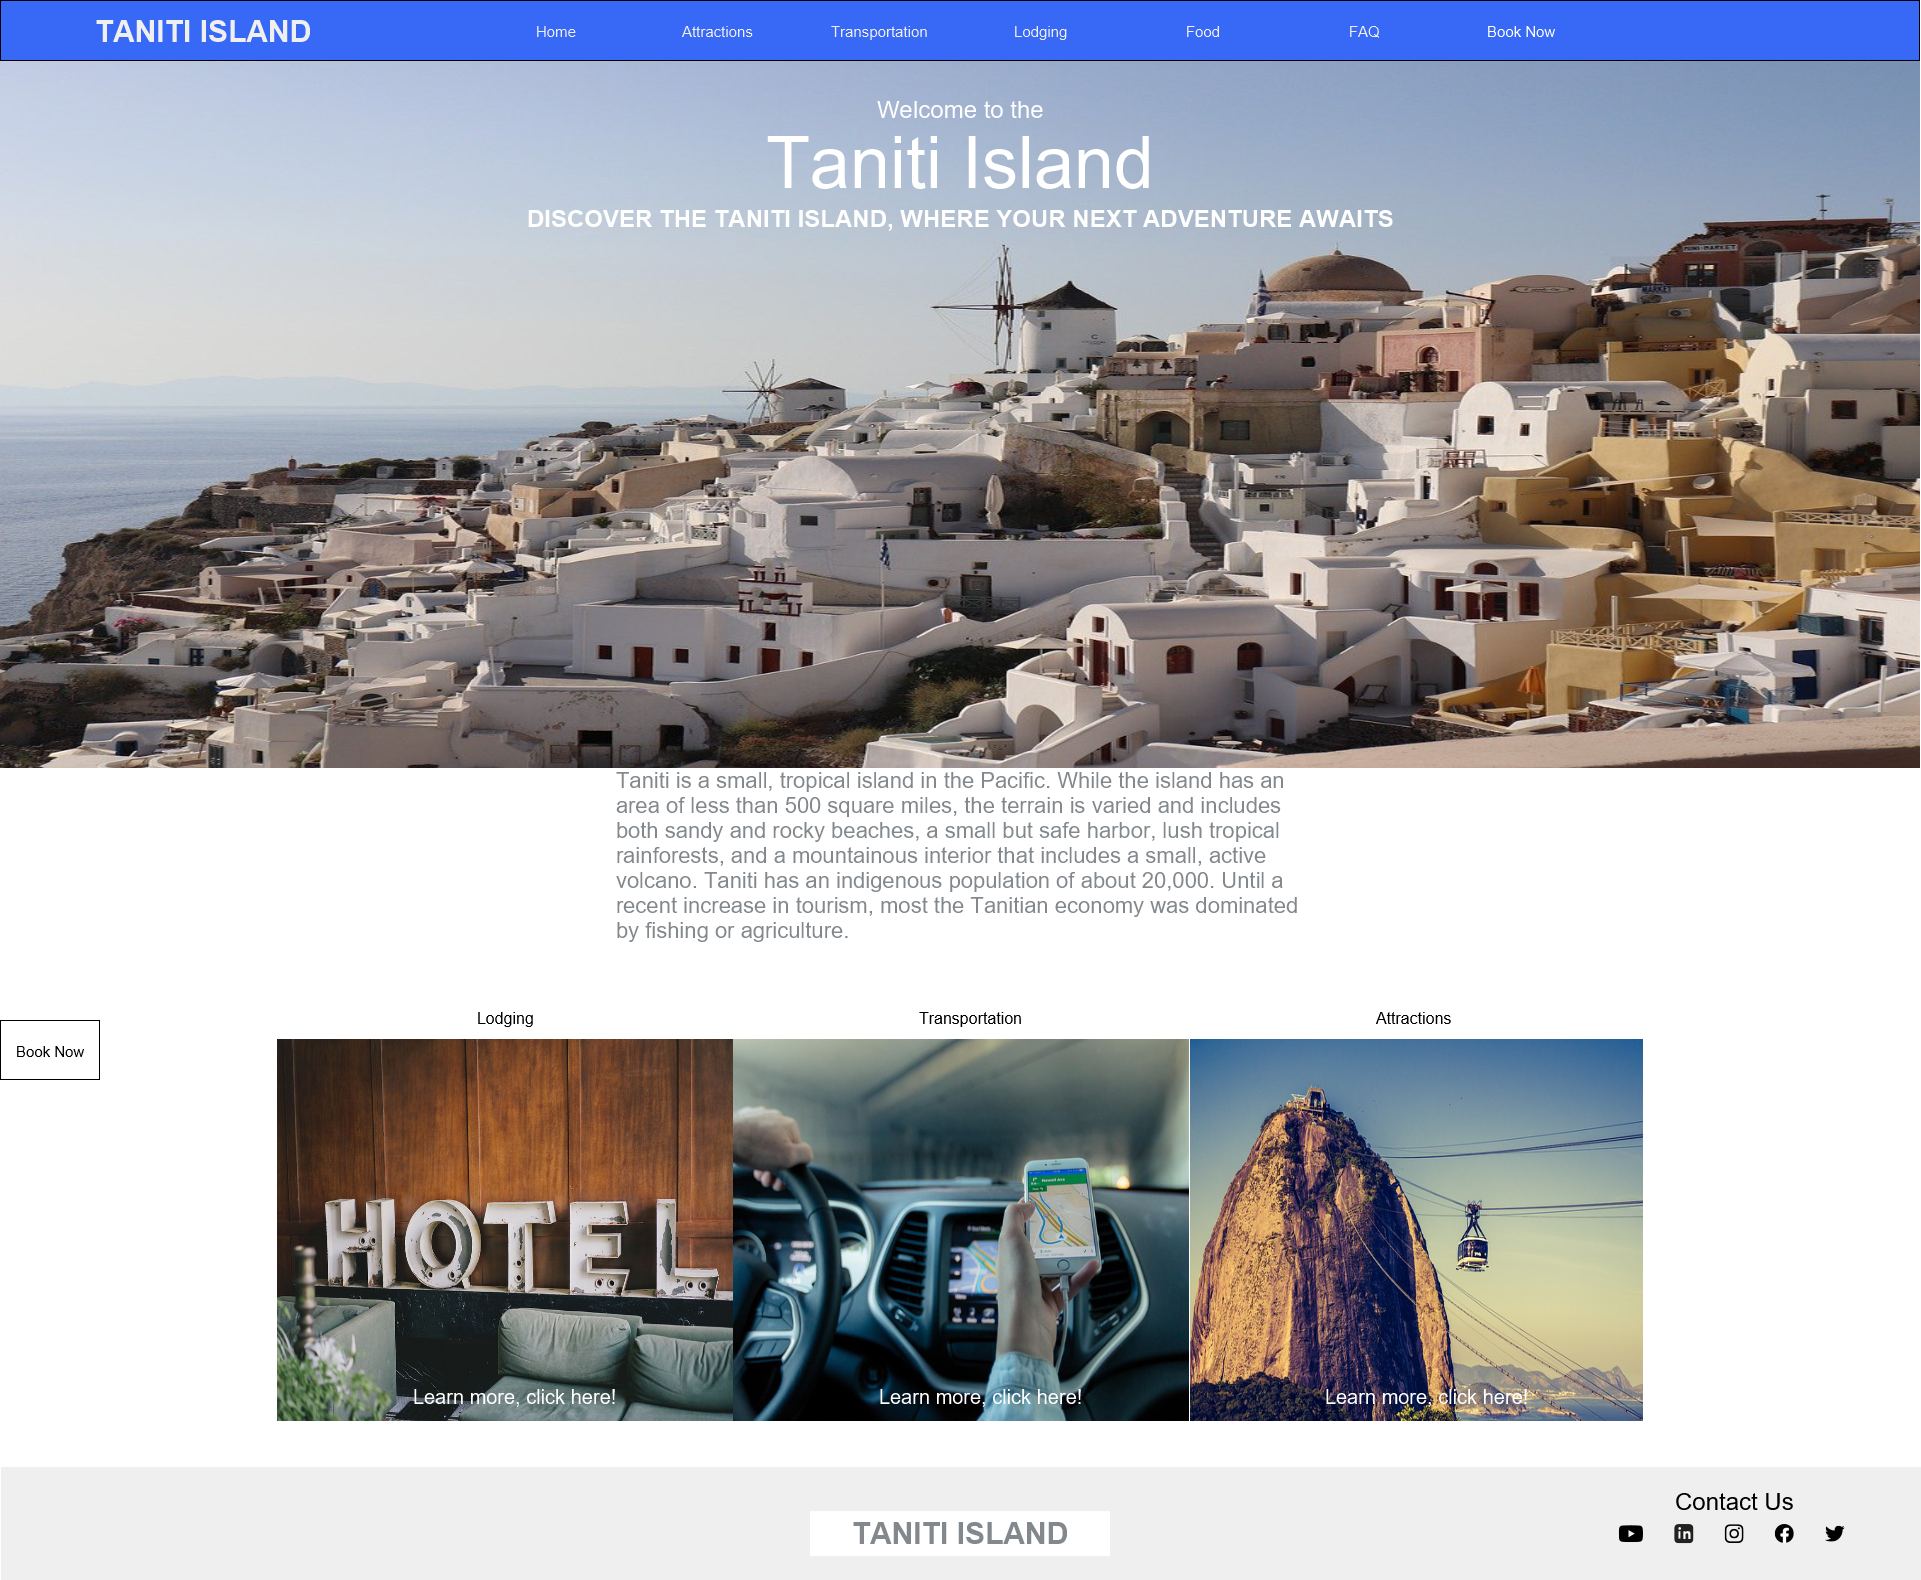 TANITI ISLAND
Home
Attractions
Transportation
Lodging
Food
FAQ
Book Now
Welcome to the
Taniti Island
DISCOVER THE TANITI ISLAND, WHERE YOUR NEXT ADVENTURE AWAITS
MINI MARKET
MARKET
Taniti is a small, tropical island in the Pacific. While the island has an
area of less than 500 square miles, the terrain is varied and includes
both sandy and rocky beaches, a small but safe harbor, lush tropical
rainforests, and a mountainous interior that includes a small, active
volcano. Taniti has an indigenous population of about 20,000. Until a
recent increase in tourism, most the Tanitian economy was dominated
by fishing or agriculture.
Book Now
Lodging
Transportation
Attractions
HOTEL
Learn more, click here!
Learn more, click here!
Learn more, click here!
TANITI ISLAND
Contact Us